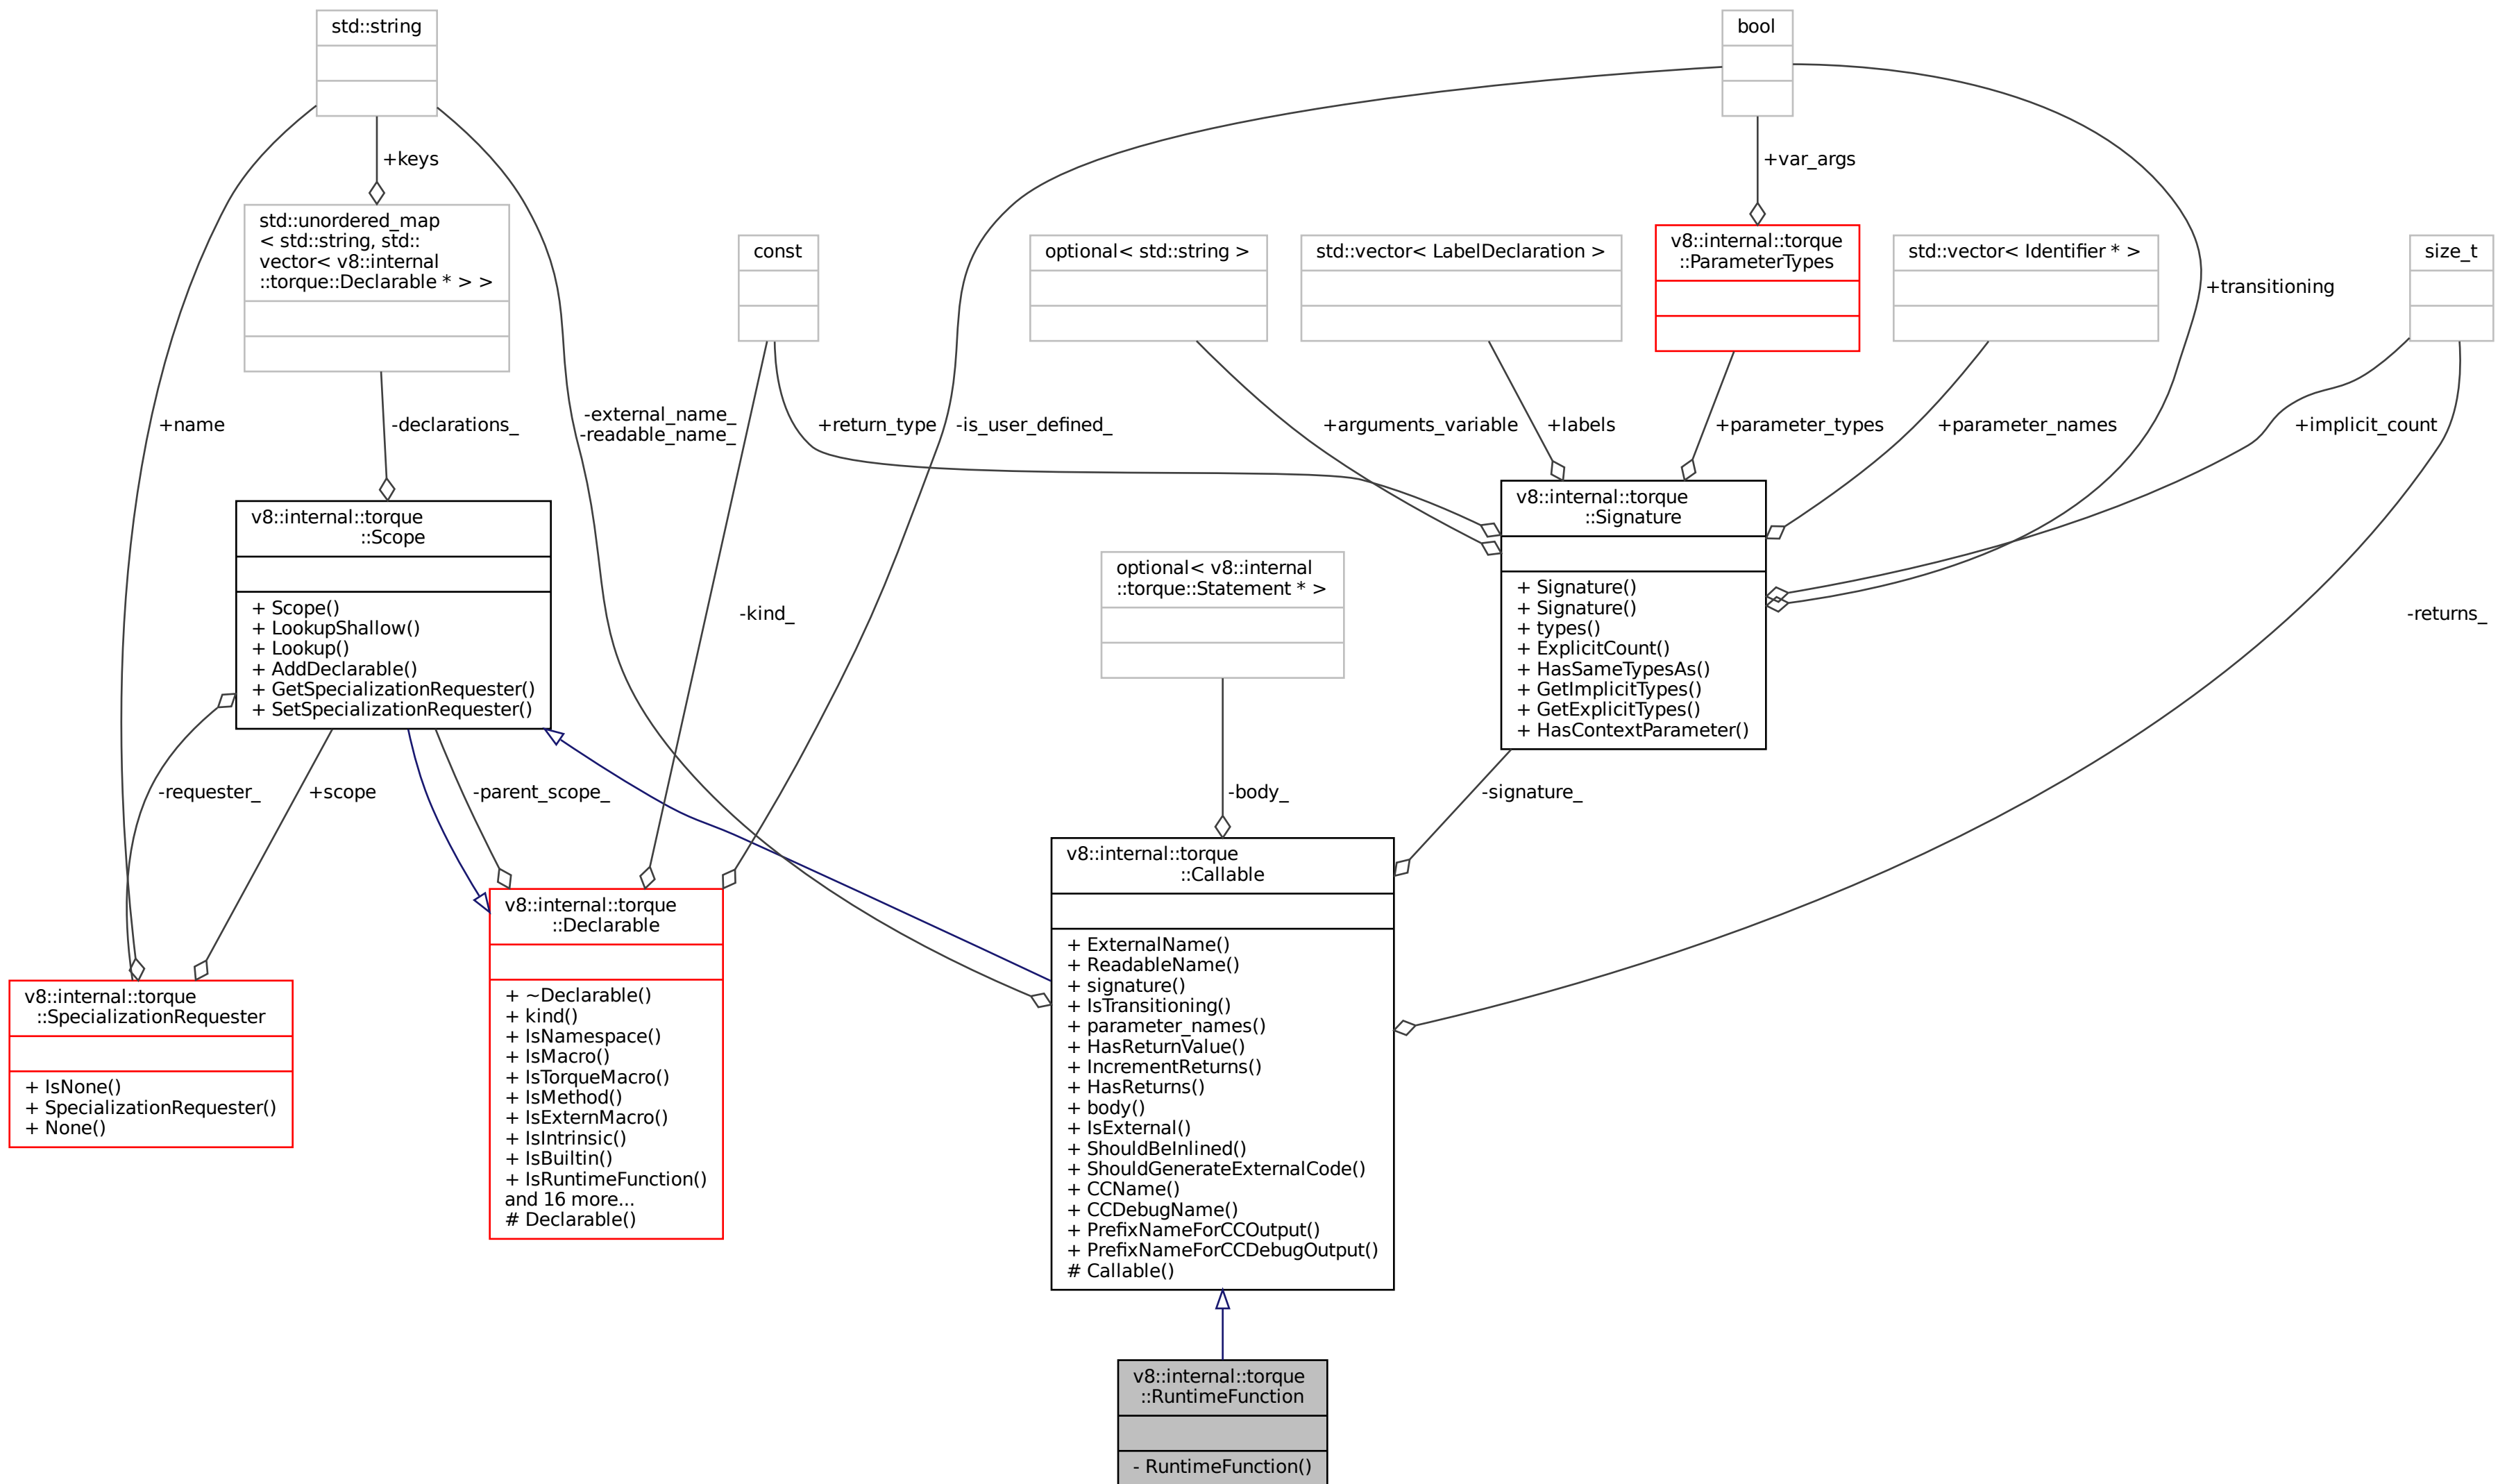 std::string
bool
+keys
+var_args
std::unordered_map
< std::string, std::
vector< v8::internal
::torque::Declarable * > >
const
optional< std::string >
std::vector< LabelDeclaration >
v8::internal::torque
::ParameterTypes
std::vector< Identifier * >
size_t
+transitioning
+name
-declarations_
-external_name_
-readable_name_
+return_type
-is_user_defined_
+arguments_variable
+labels
+parameter_types
+parameter_names
+implicit_count
v8::internal::torque
::Scope
+ Scope()
+ LookupShallow()
+ Lookup()
+ AddDeclarable()
+ GetSpecializationRequester()
+ SetSpecializationRequester()
-kind_
optional< v8::internal
::torque::Statement * >
v8::internal::torque
::Signature
+ Signature()
+ Signature()
+ types()
+ ExplicitCount()
+ HasSameTypesAs()
+ GetImplicitTypes()
+ GetExplicitTypes()
+ HasContextParameter()
-returns_
-requester_
+scope
-parent_scope_
-body_
-signature_
v8::internal::torque
::SpecializationRequester
+ IsNone()
+ SpecializationRequester()
+ None()
v8::internal::torque
::Declarable
+ ~Declarable()
+ kind()
+ IsNamespace()
+ IsMacro()
+ IsTorqueMacro()
+ IsMethod()
+ IsExternMacro()
+ IsIntrinsic()
+ IsBuiltin()
+ IsRuntimeFunction()
and 16 more...
# Declarable()
v8::internal::torque
::Callable
+ ExternalName()
+ ReadableName()
+ signature()
+ IsTransitioning()
+ parameter_names()
+ HasReturnValue()
+ IncrementReturns()
+ HasReturns()
+ body()
+ IsExternal()
+ ShouldBeInlined()
+ ShouldGenerateExternalCode()
+ CCName()
+ CCDebugName()
+ PrefixNameForCCOutput()
+ PrefixNameForCCDebugOutput()
# Callable()
v8::internal::torque
::RuntimeFunction
- RuntimeFunction()